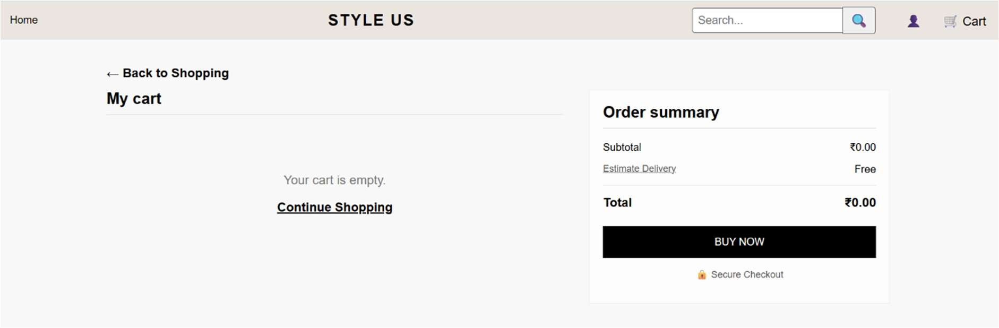 Home
STYLE US
Search...
Cart
← Back to Shopping
My cart
Your cart is empty.
Continue Shopping
Order summary
Subtotal ₹0.00
Estimate Delivery Free
Total ₹0.00
BUY NOW
Secure Checkout